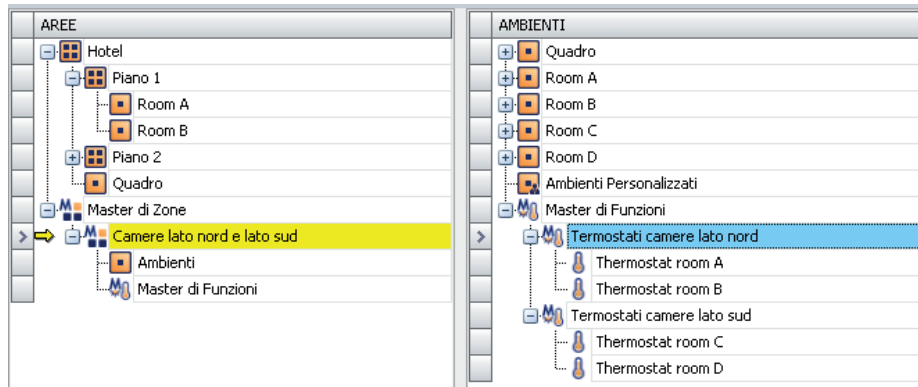 AREE
Hotel
Piano 1
Room A
Room B
Piano 2
Quadro
Master di Zone
Camere lato nord e lato sud
Ambienti
Master di Funzioni
AMBIENTI
Quadro
Room A
Room B
Room C
Room D
Ambienti Personalizzati
Master di Funzioni
Termostati camere lato nord
Thermostat room A
Thermostat room B
Termostati camere lato sud
Thermostat room C
Thermostat room D